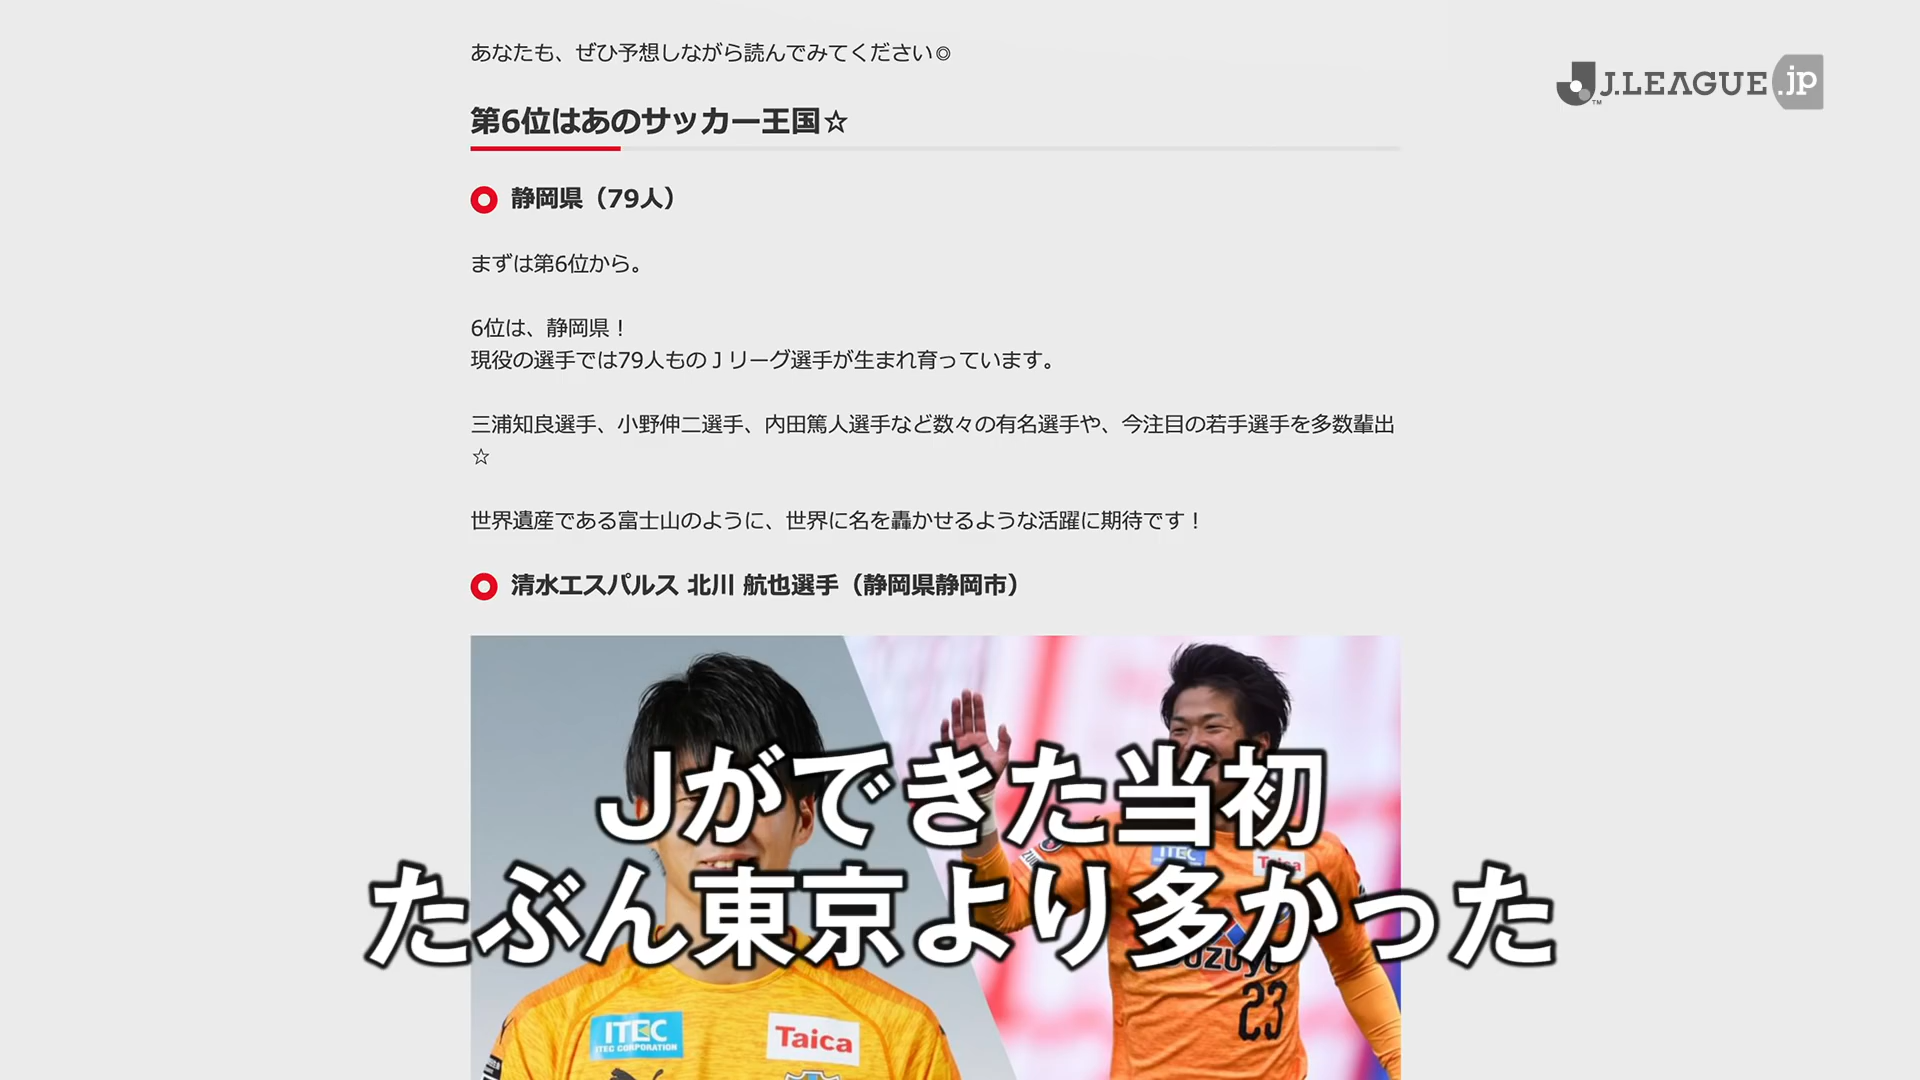 あなたも、ぜひ予想しながら読んでみてください◎
J.LEAGUE.jp
TM
第6位はあのサッカー王国☆
静岡県（79人）
まずは第6位から。
6位は、静岡県！
現役の選手では79人ものＪリーグ選手が生まれ育っています。
三浦知良選手、小野伸二選手、内田篤人選手など数々の有名選手や、今注目の若手選手を多数輩出
☆
世界遺産である富士山のように、世界に名を轟かせるような活躍に期待です！
清水エスパルス 北川 航也選手（静岡県静岡市）
Jができた当初
たぶん東京より多かった
ITEC
Taica
23
ITEC
ITEC CORPORATION
Taica